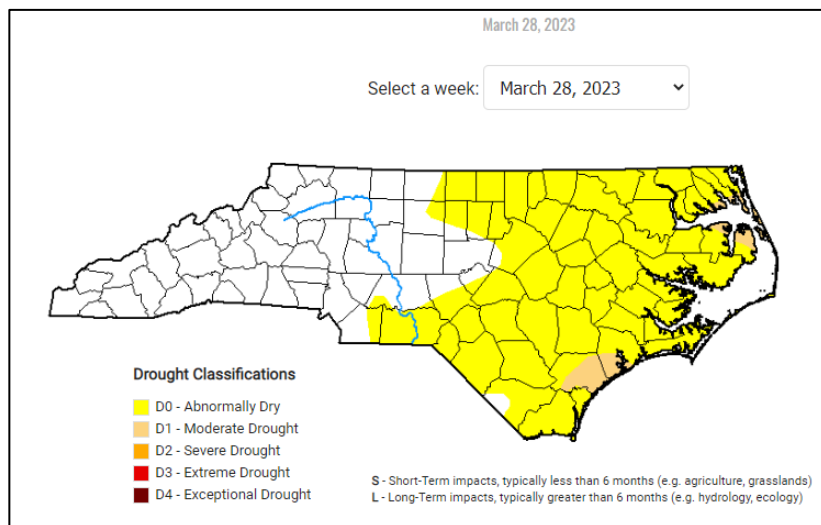 March 28, 2023
Select a week: March 28, 2023
Drought Classifications
D0 - Abnormally Dry
D1 - Moderate Drought
D2 - Severe Drought
D3 - Extreme Drought
D4 - Exceptional Drought
S - Short-Term impacts, typically less than 6 months (e.g. agriculture, grasslands)
L - Long-Term impacts, typically greater than 6 months (e.g. hydrology, ecology)